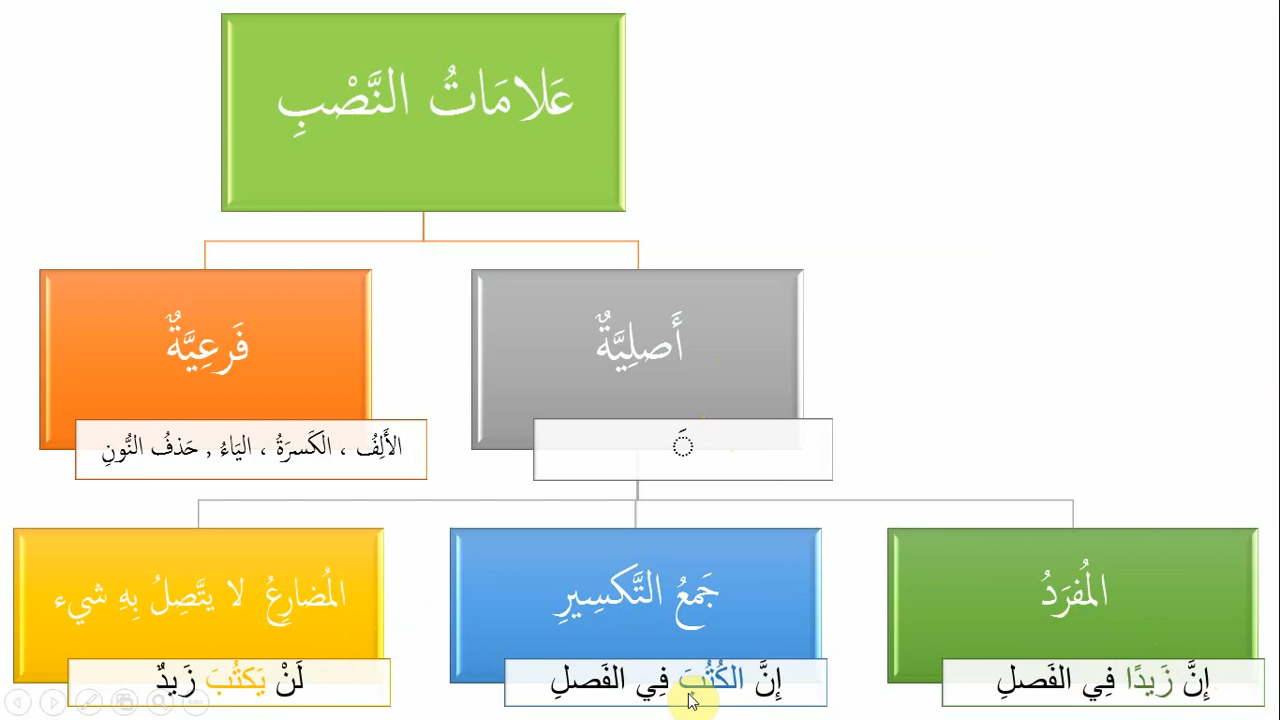 عَلامَاتُ النَّصْبِ
أَصلِيَّةٌ
◌َ
فَرعِيَّةٌ
الأَلِفُ ، الكَسرَةُ ، اليَاءُ , حَذفُ النُّونِ
المُفرَدُ
إِنَّ زَيدًا فِي الفَصلِ
جَمعُ التَّكسِيرِ
إِنَّ الكُتُبَ فِي الفَصلِ
المُضارِعُ لا يتَّصِلُ بِهِ شيء
لَنْ يَكتُبَ زَيدٌ